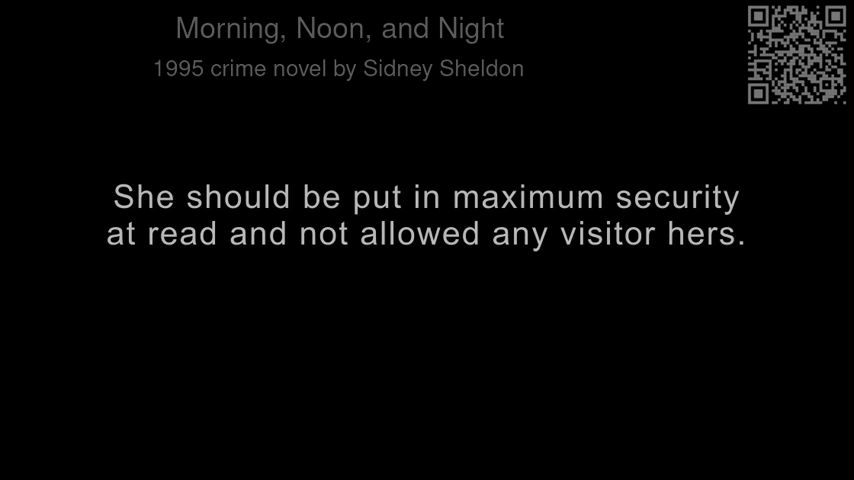 Morning, Noon, and Night
1995 crime novel by Sidney Sheldon
She should be put in maximum security
at read and not allowed any visitor hers.